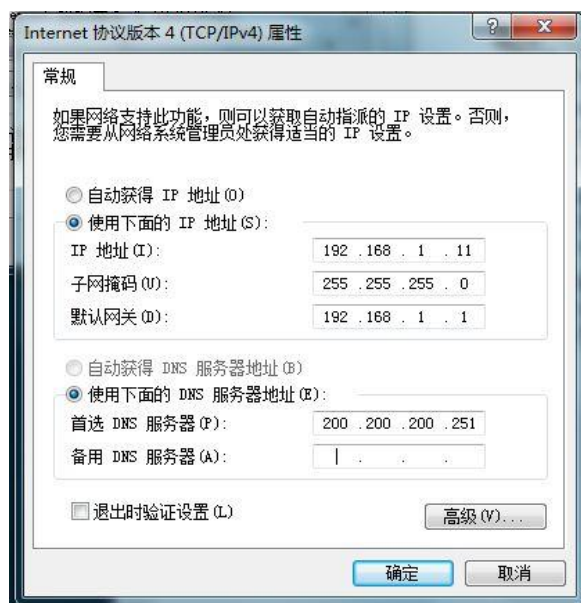 Internet 协议版本 4 (TCP/IPv4) 属性
常规
如果网络支持此功能，则可以获取自动指派的 IP 设置。否则，
您需要从网络系统管理员处获得适当的 IP 设置。
自动获得 IP 地址(O)
使用下面的 IP 地址(S):
IP 地址(I): 192 . 168 . 1 . 11
子网掩码(U): 255 . 255 . 255 . 0
默认网关(D): 192 . 168 . 1 . 1
自动获得 DNS 服务器地址(B)
使用下面的 DNS 服务器地址(E):
首选 DNS 服务器(P): 200 . 200 . 200 . 251
备用 DNS 服务器(A): . . .
退出时验证设置(L)
高级(V)...
确定 取消